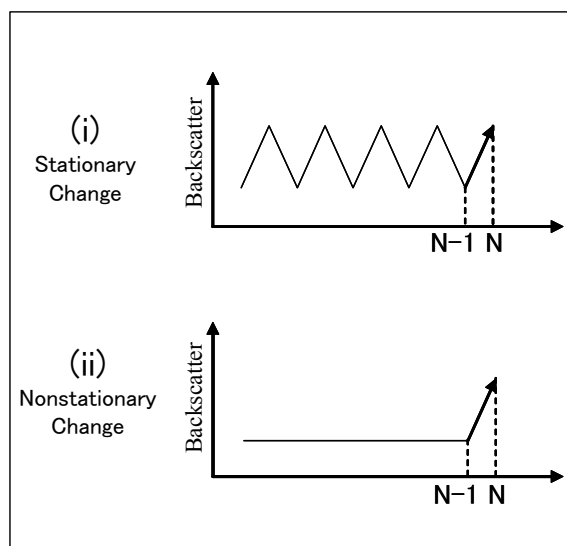 (i)
Stationary
Change
Backscatter
N-1 N
(ii)
Nonstationary
Change
Backscatter
N-1 N